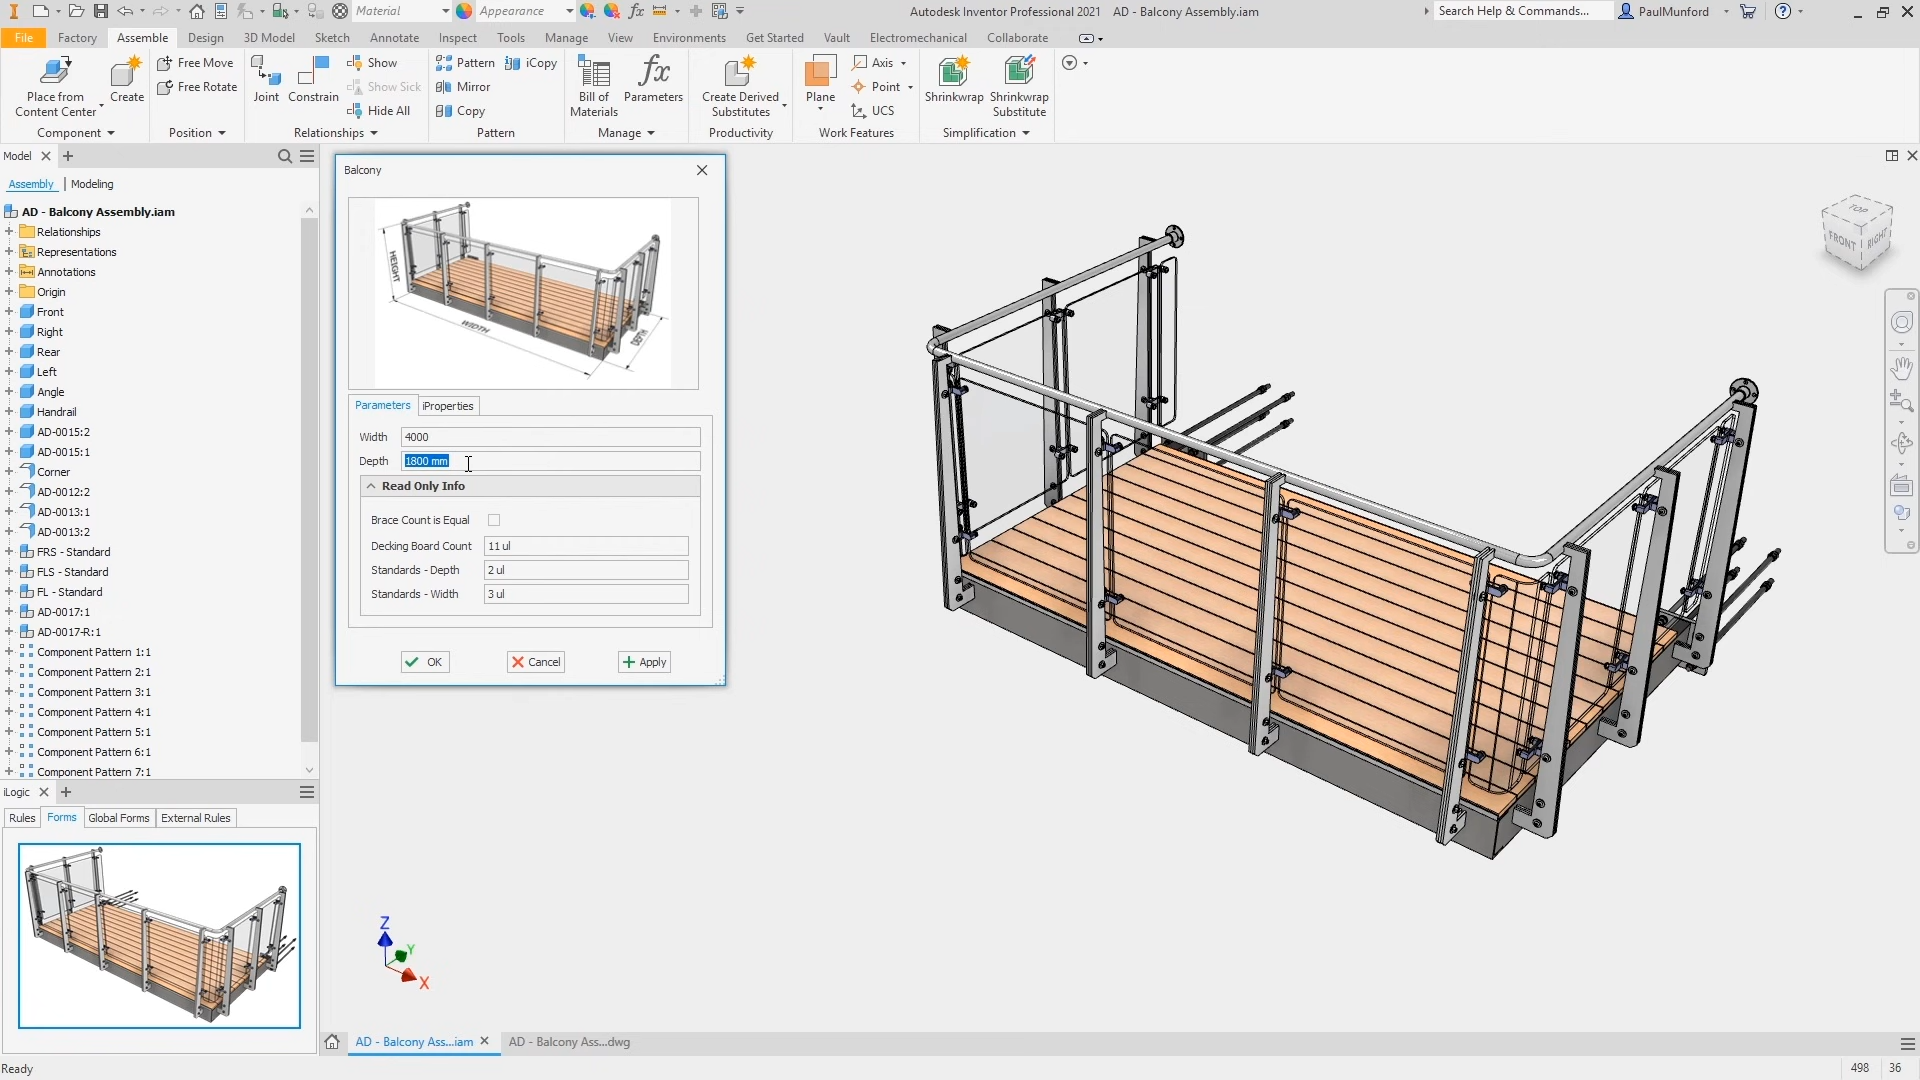 Material
Appearance
fx
Autodesk Inventor Professional 2021 AD - Balcony Assembly.iam
Search Help & Commands...
PaulMunford
File
Factory
Assemble
Design
3D Model
Sketch
Annotate
Inspect
Tools
Manage
View
Environments
Get Started
Vault
Electromechanical
Collaborate
Place from
Content Center
Create
Component
Free Move
Free Rotate
Position
Joint
Constrain
Show
Show Sick
Hide All
Relationships
Pattern
iCopy
Mirror
Copy
Pattern
Bill of
Materials
fx
Parameters
Manage
Create Derived
Substitutes
Productivity
Plane
Axis
Point
UCS
Work Features
Shrinkwrap
Shrinkwrap
Substitute
Simplification
Model
Assembly | Modeling
AD - Balcony Assembly.iam
Relationships
Representations
Annotations
Origin
Front
Right
Rear
Left
Angle
Handrail
AD-0015:2
AD-0015:1
Corner
AD-0012:2
AD-0013:1
AD-0013:2
FRS - Standard
FLS - Standard
FL - Standard
AD-0017:1
AD-0017-R:1
Component Pattern 1:1
Component Pattern 2:1
Component Pattern 3:1
Component Pattern 4:1
Component Pattern 5:1
Component Pattern 6:1
Component Pattern 7:1
iLogic
Rules
Forms
Global Forms
External Rules
Balcony
HEIGHT
WIDTH
DEPTH
Parameters
iProperties
Width 4000
Depth 1800 mm
Read Only Info
Brace Count is Equal
Decking Board Count 11 ul
Standards - Depth 2 ul
Standards - Width 3 ul
OK
Cancel
Apply
TOP
FRONT
RIGHT
Z
Y
X
AD - Balcony Ass...iam
AD - Balcony Ass...dwg
Ready
498
36